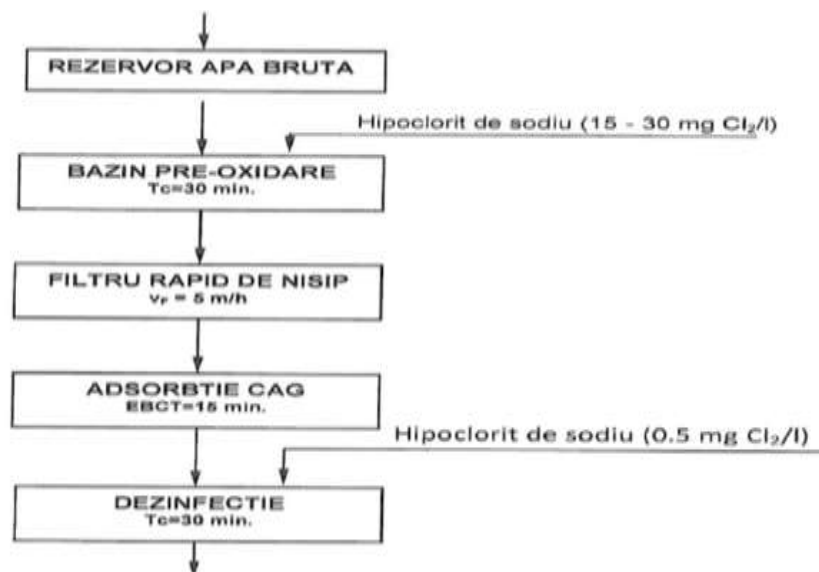 REZERVOR APA BRUTA
Hipoclorit de sodiu (15 - 30 mg Cl₂/l)
BAZIN PRE-OXIDARE
Tc=30 min.
FILTRU RAPID DE NISIP
vF = 5 m/h
ADSORBTIE CAG
EBCT=15 min.
Hipoclorit de sodiu (0.5 mg Cl₂/l)
DEZINFECTIE
Tc=30 min.